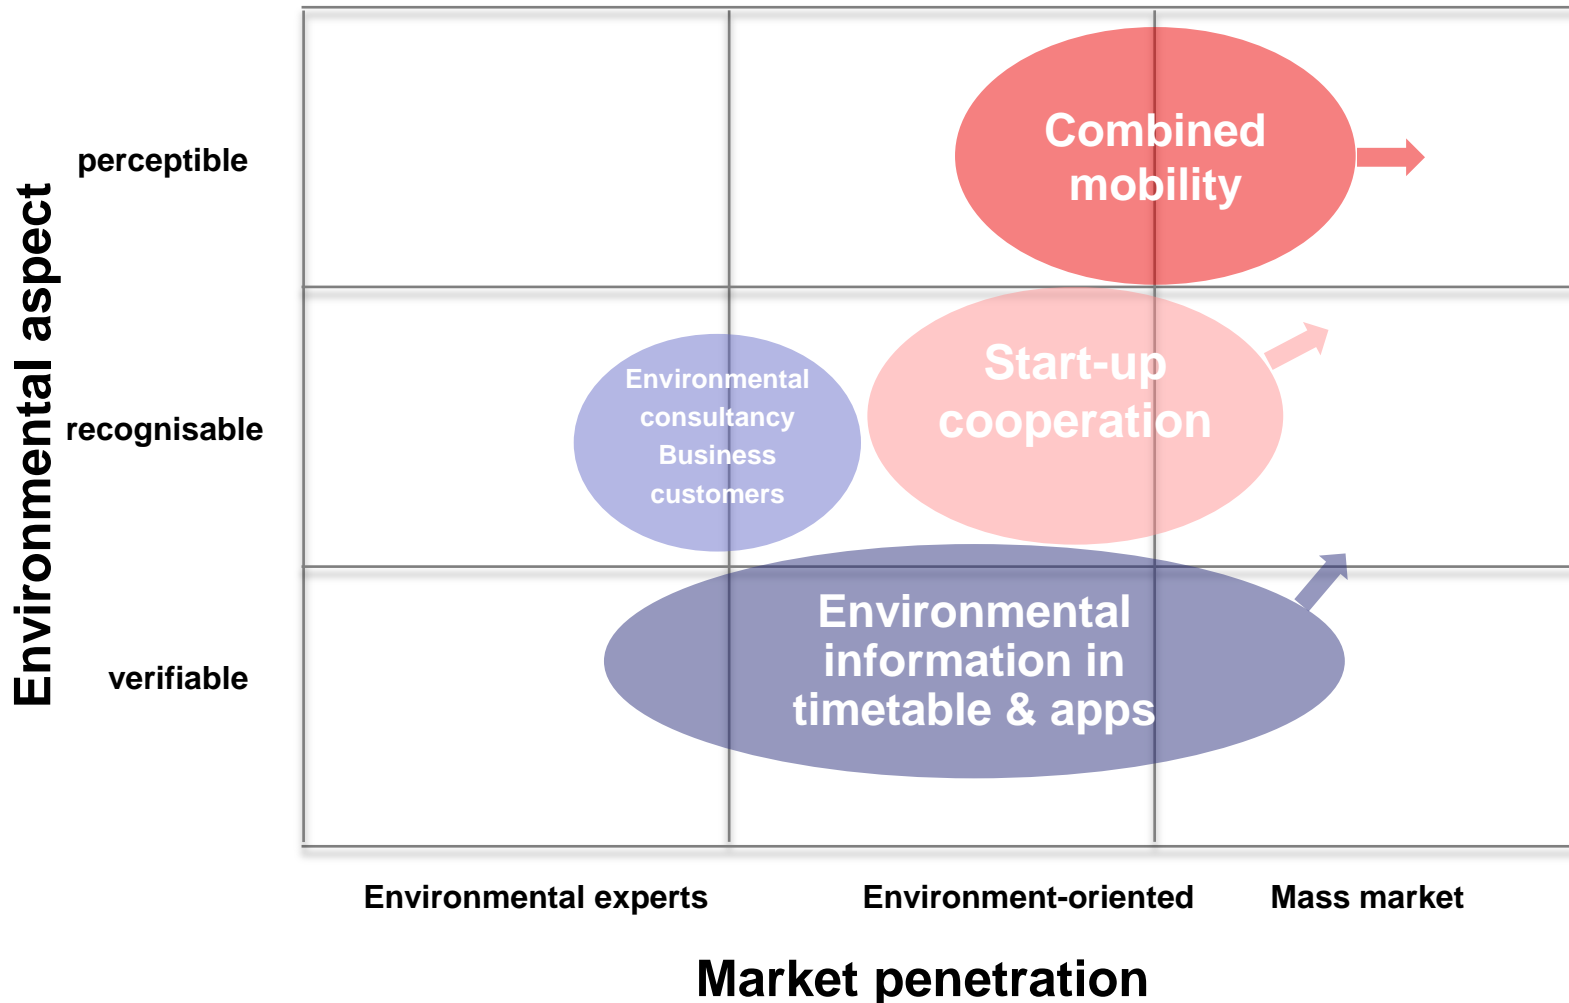 Environmental aspect
perceptible
recognisable
verifiable
Combined
mobility
Start-up
cooperation
Environmental
consultancy
Business
customers
Environmental
information in
timetable & apps
Environmental experts
Environment-oriented
Mass market
Market penetration